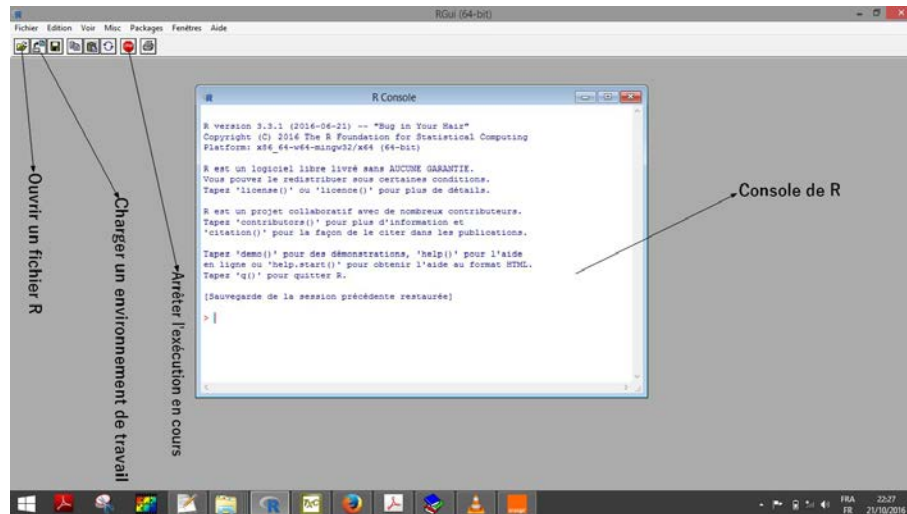 RGui (64-bit)
Fichier Edition Voir Misc Packages Fenêtres Aide
STOP
R Console
R version 3.3.1 (2016-06-21) -- "Bug in Your Hair"
Copyright (C) 2016 The R Foundation for Statistical Computing
Platform: x86_64-w64-mingw32/x64 (64-bit)
R est un logiciel libre livré sans AUCUNE GARANTIE.
Vous pouvez le redistribuer sous certaines conditions.
Tapez 'license()' ou 'licence()' pour plus de détails.
R est un projet collaboratif avec de nombreux contributeurs.
Tapez 'contributors()' pour plus d'information et
'citation()' pour la façon de le citer dans les publications.
Tapez 'demo()' pour des démonstrations, 'help()' pour l'aide
en ligne ou 'help.start()' pour obtenir l'aide au format HTML.
Tapez 'q()' pour quitter R.
[Sauvegarde de la session précédente restaurée]
>
Ouvrir un fichier R
Charger un environnement de travail
Arrêter l'exécution en cours
Console de R
FRA 22:27
FR 21/10/2016